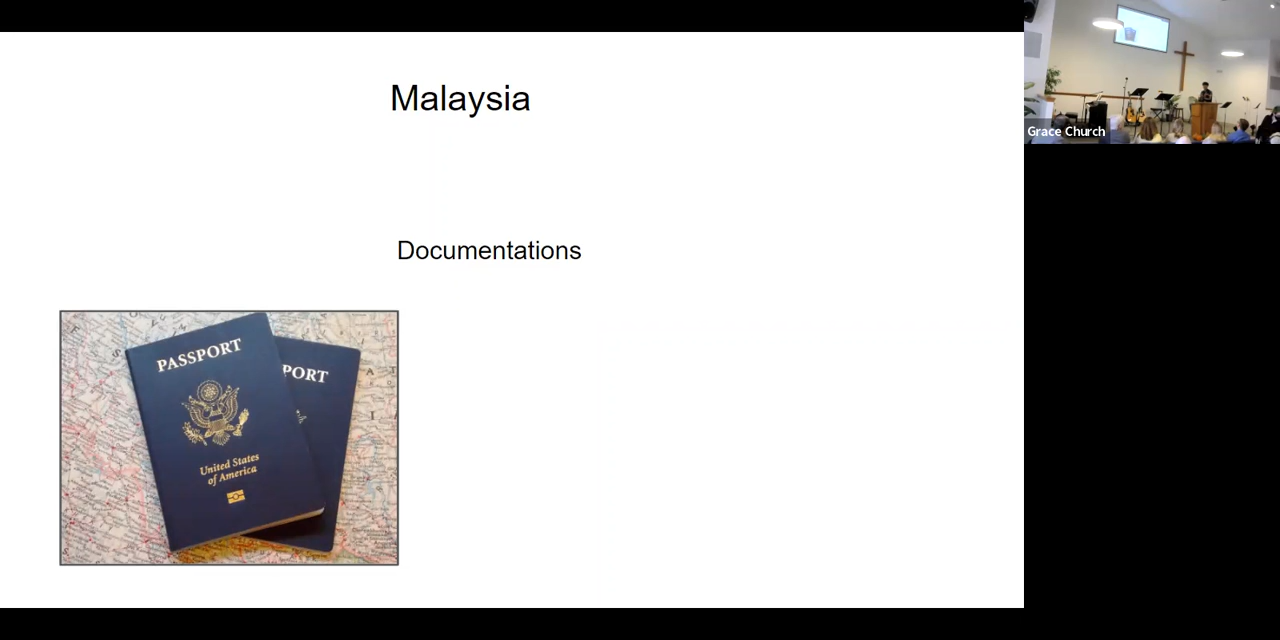 Malaysia
Documentations
PASSPORT
PORT
United States
of America
Grace Church